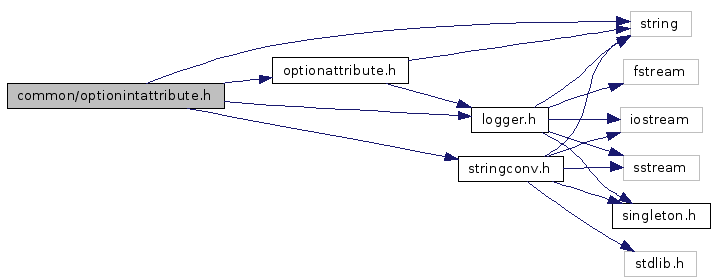 string
optionattribute.h
fstream
common/optionintattribute.h
logger.h
iostream
stringconv.h
sstream
singleton.h
stdlib.h